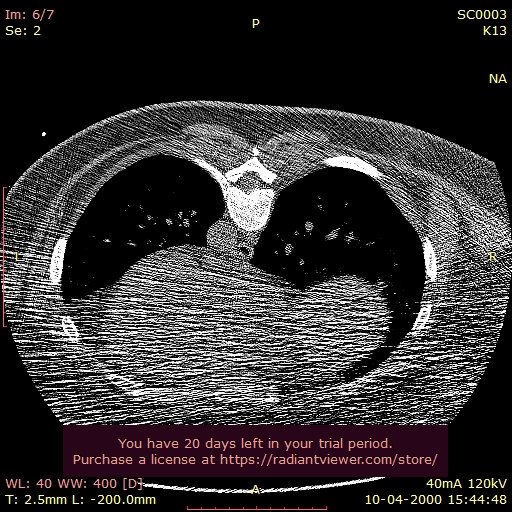 Im: 6/7
Se: 2
P
SC0003
K13
NA
L
R
You have 20 days left in your trial period.
Purchase a license at https://radiantviewer.com/store/
WL: 40 WW: 400 [D]
T: 2.5mm L: -200.0mm
A
40mA 120kV
10-04-2000 15:44:48